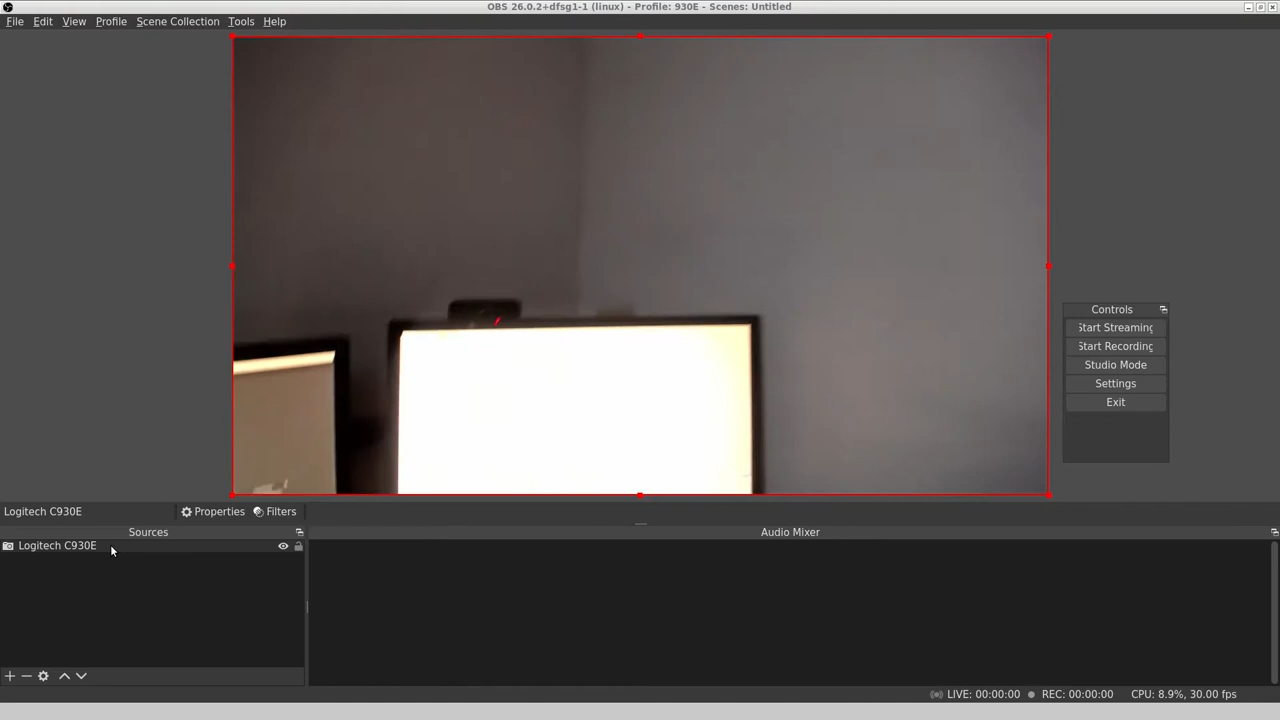 OBS 26.0.2+dfsg1-1 (linux) - Profile: 930E - Scenes: Untitled
File Edit View Profile Scene Collection Tools Help
Controls
Start Streaming
Start Recording
Studio Mode
Settings
Exit
Logitech C930E Properties Filters
Sources Audio Mixer
Logitech C930E
LIVE: 00:00:00 REC: 00:00:00 CPU: 8.9%, 30.00 fps